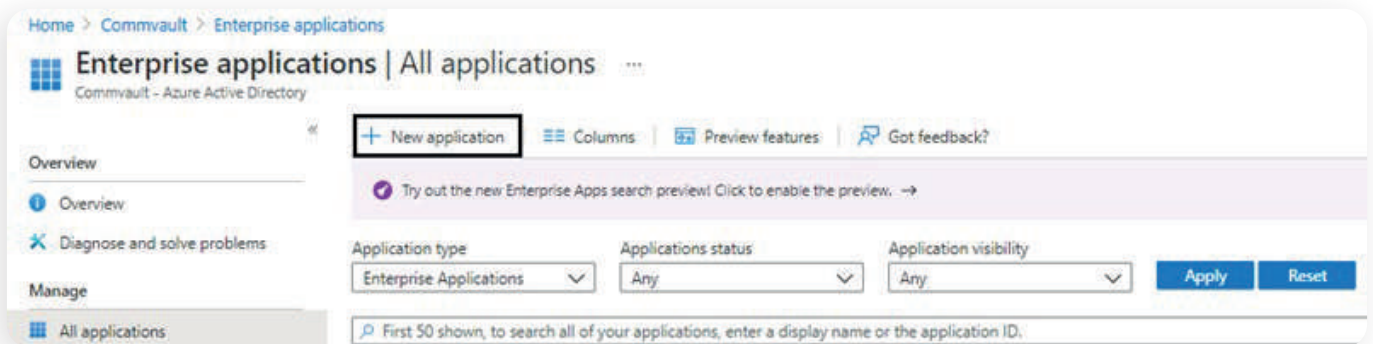 Home > Commvault > Enterprise applications
Enterprise applications | All applications ...
Commvault - Azure Active Directory
«
+ New application Columns Preview features Got feedback?
Overview
Try out the new Enterprise Apps search preview! Click to enable the preview. →
Overview
Diagnose and solve problems
Application type Applications status Application visibility
Enterprise Applications Any Any Apply Reset
Manage
All applications
First 50 shown, to search all of your applications, enter a display name or the application ID.